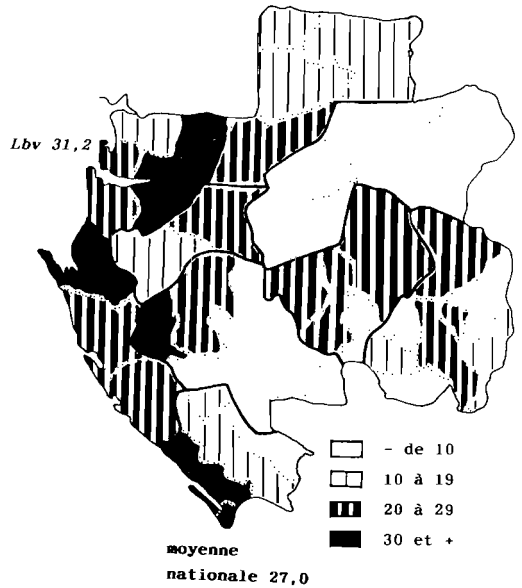 Lbv 31,2
- de 10
10 à 19
20 à 29
30 et +
moyenne
nationale 27,0